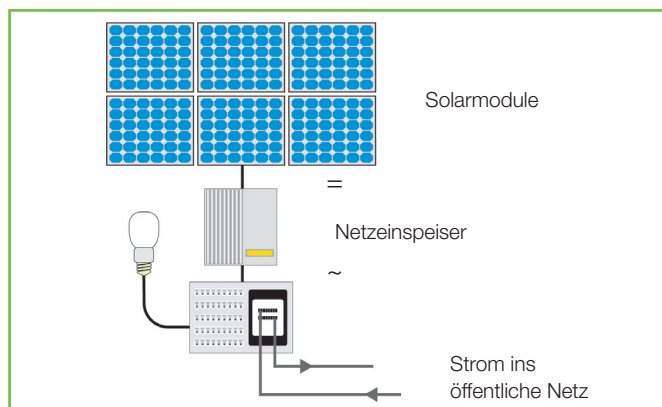 Solarmodule
=
Netzeinspeiser
~
Strom ins
öffentliche Netz